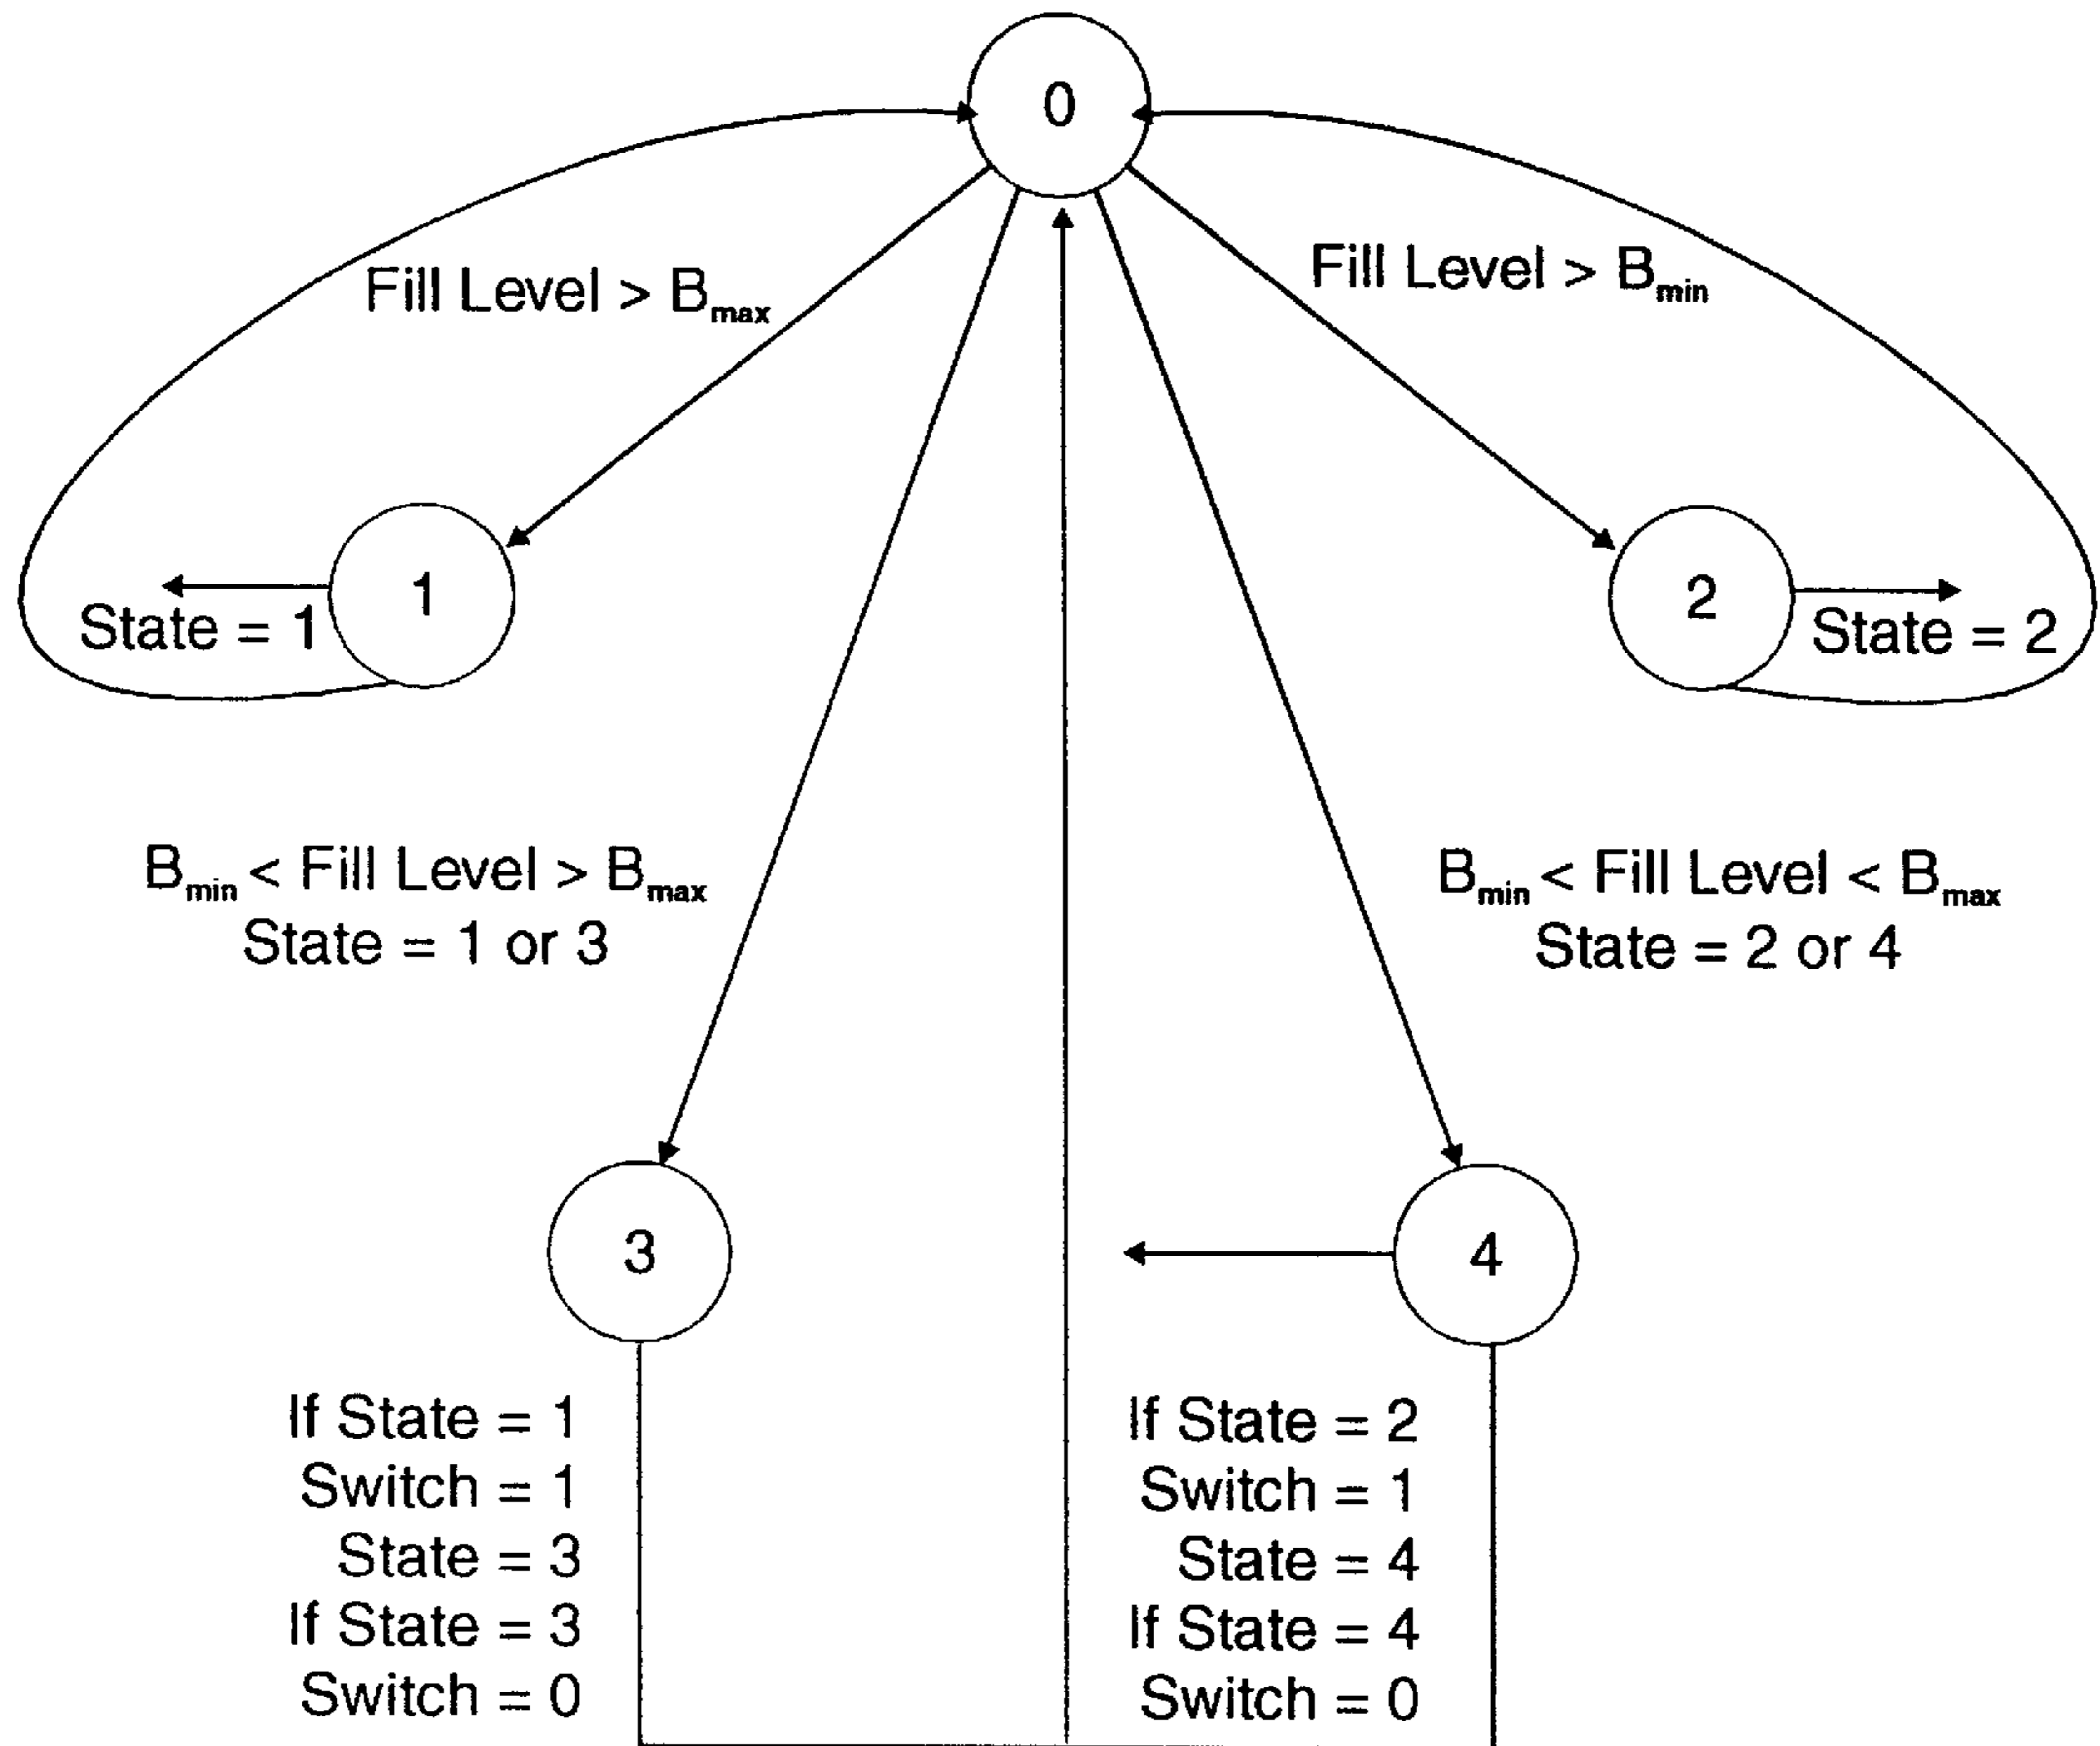 0
Fill Level > Bmax
Fill Level > Bmin
1
State = 1
2
State = 2
Bmin < Fill Level > Bmax
State = 1 or 3
Bmin < Fill Level < Bmax
State = 2 or 4
3
4
If State = 1
Switch = 1
State = 3
If State = 3
Switch = 0
If State = 2
Switch = 1
State = 4
If State = 4
Switch = 0